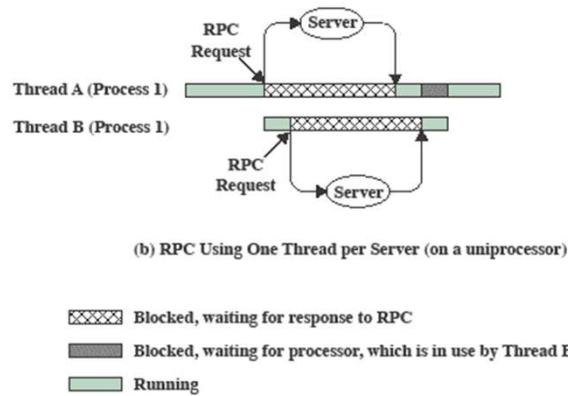 Server
RPC
Request
Thread A (Process 1)
Thread B (Process 1)
RPC
Request
Server
(b) RPC Using One Thread per Server (on a uniprocessor)
Blocked, waiting for response to RPC
Blocked, waiting for processor, which is in use by Thread B
Running